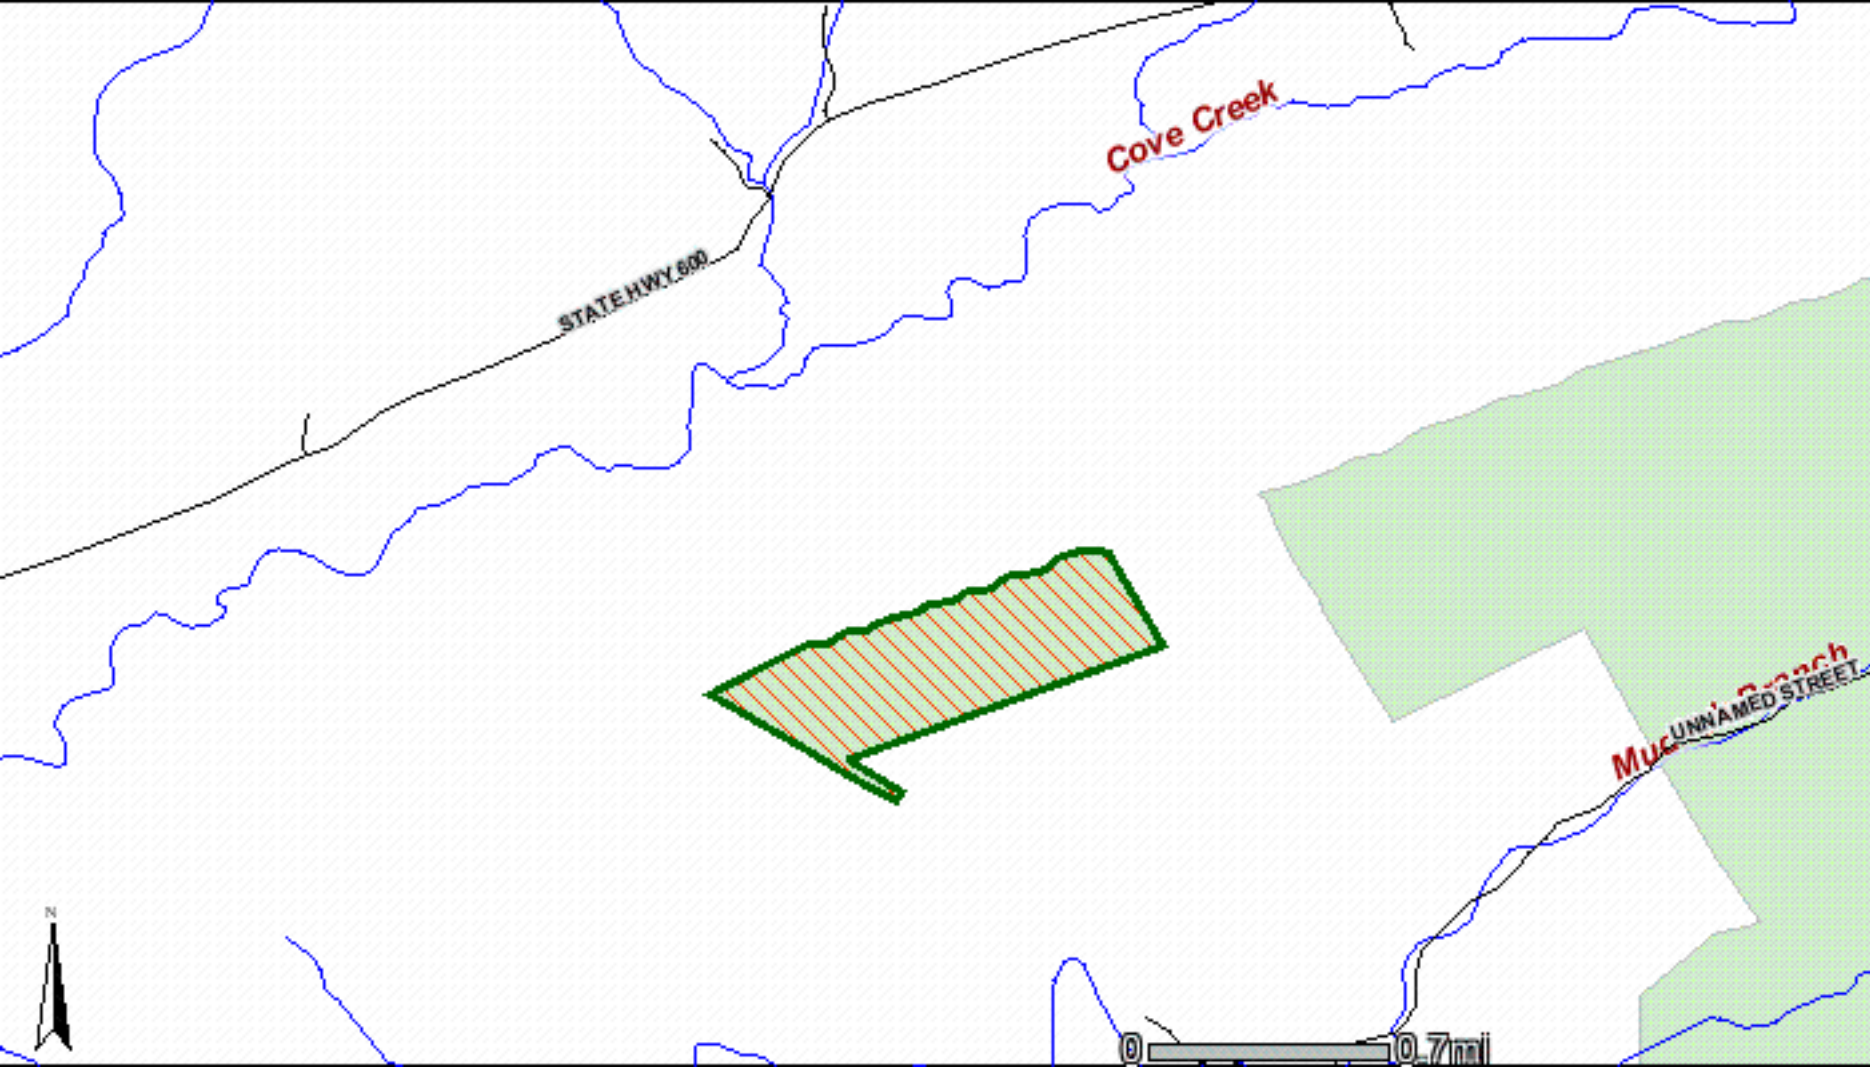 Cove Creek
STATE HWY 600
UNNAMED STREET
N
0 0.7mi